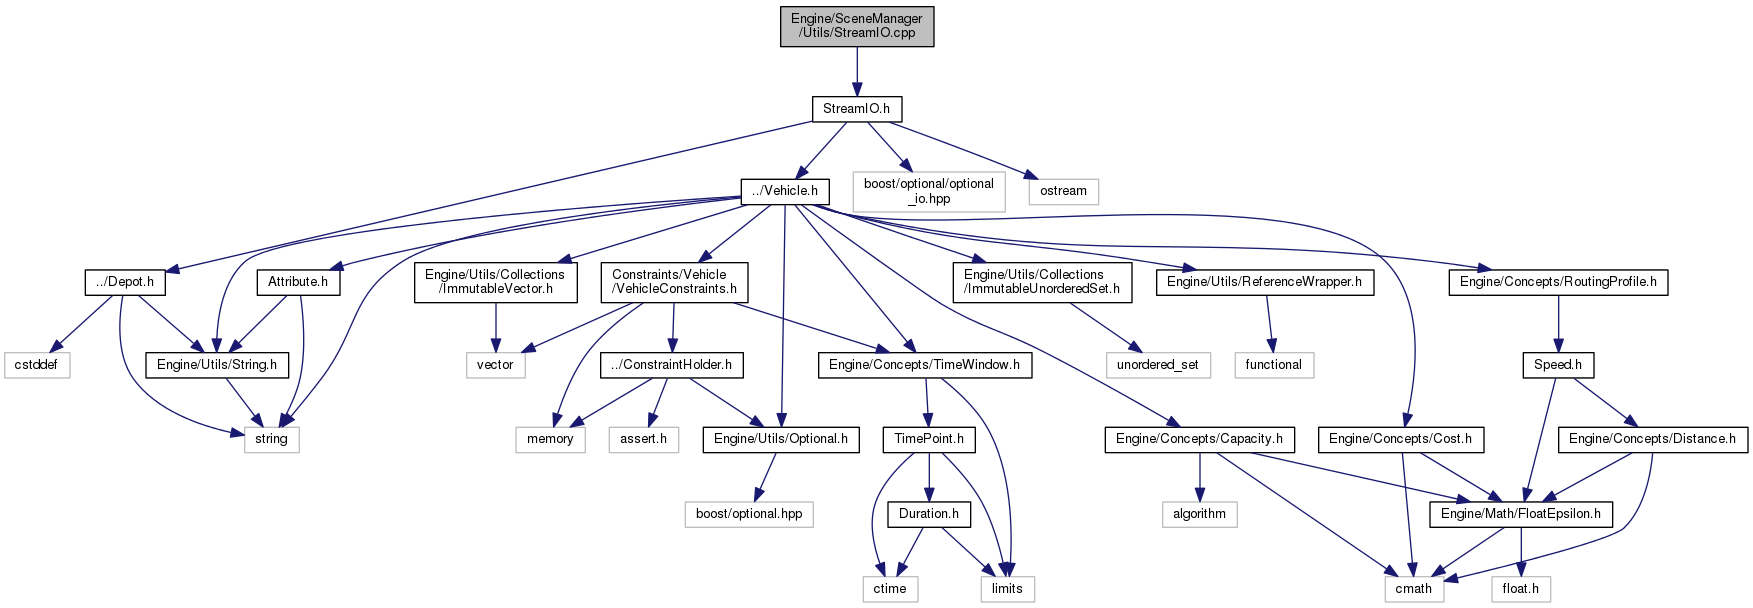 Engine/SceneManager
/Utils/StreamIO.cpp
StreamIO.h
../Vehicle.h
boost/optional/optional
_io.hpp
ostream
../Depot.h
Attribute.h
Engine/Utils/Collections
/ImmutableVector.h
Constraints/Vehicle
/VehicleConstraints.h
Engine/Utils/Collections
/ImmutableUnorderedSet.h
Engine/Utils/ReferenceWrapper.h
Engine/Concepts/RoutingProfile.h
cstddef
Engine/Utils/String.h
vector
../ConstraintHolder.h
Engine/Concepts/TimeWindow.h
unordered_set
functional
Speed.h
string
memory
assert.h
Engine/Utils/Optional.h
TimePoint.h
Engine/Concepts/Capacity.h
Engine/Concepts/Cost.h
Engine/Concepts/Distance.h
boost/optional.hpp
Duration.h
algorithm
Engine/Math/FloatEpsilon.h
ctime
limits
cmath
float.h